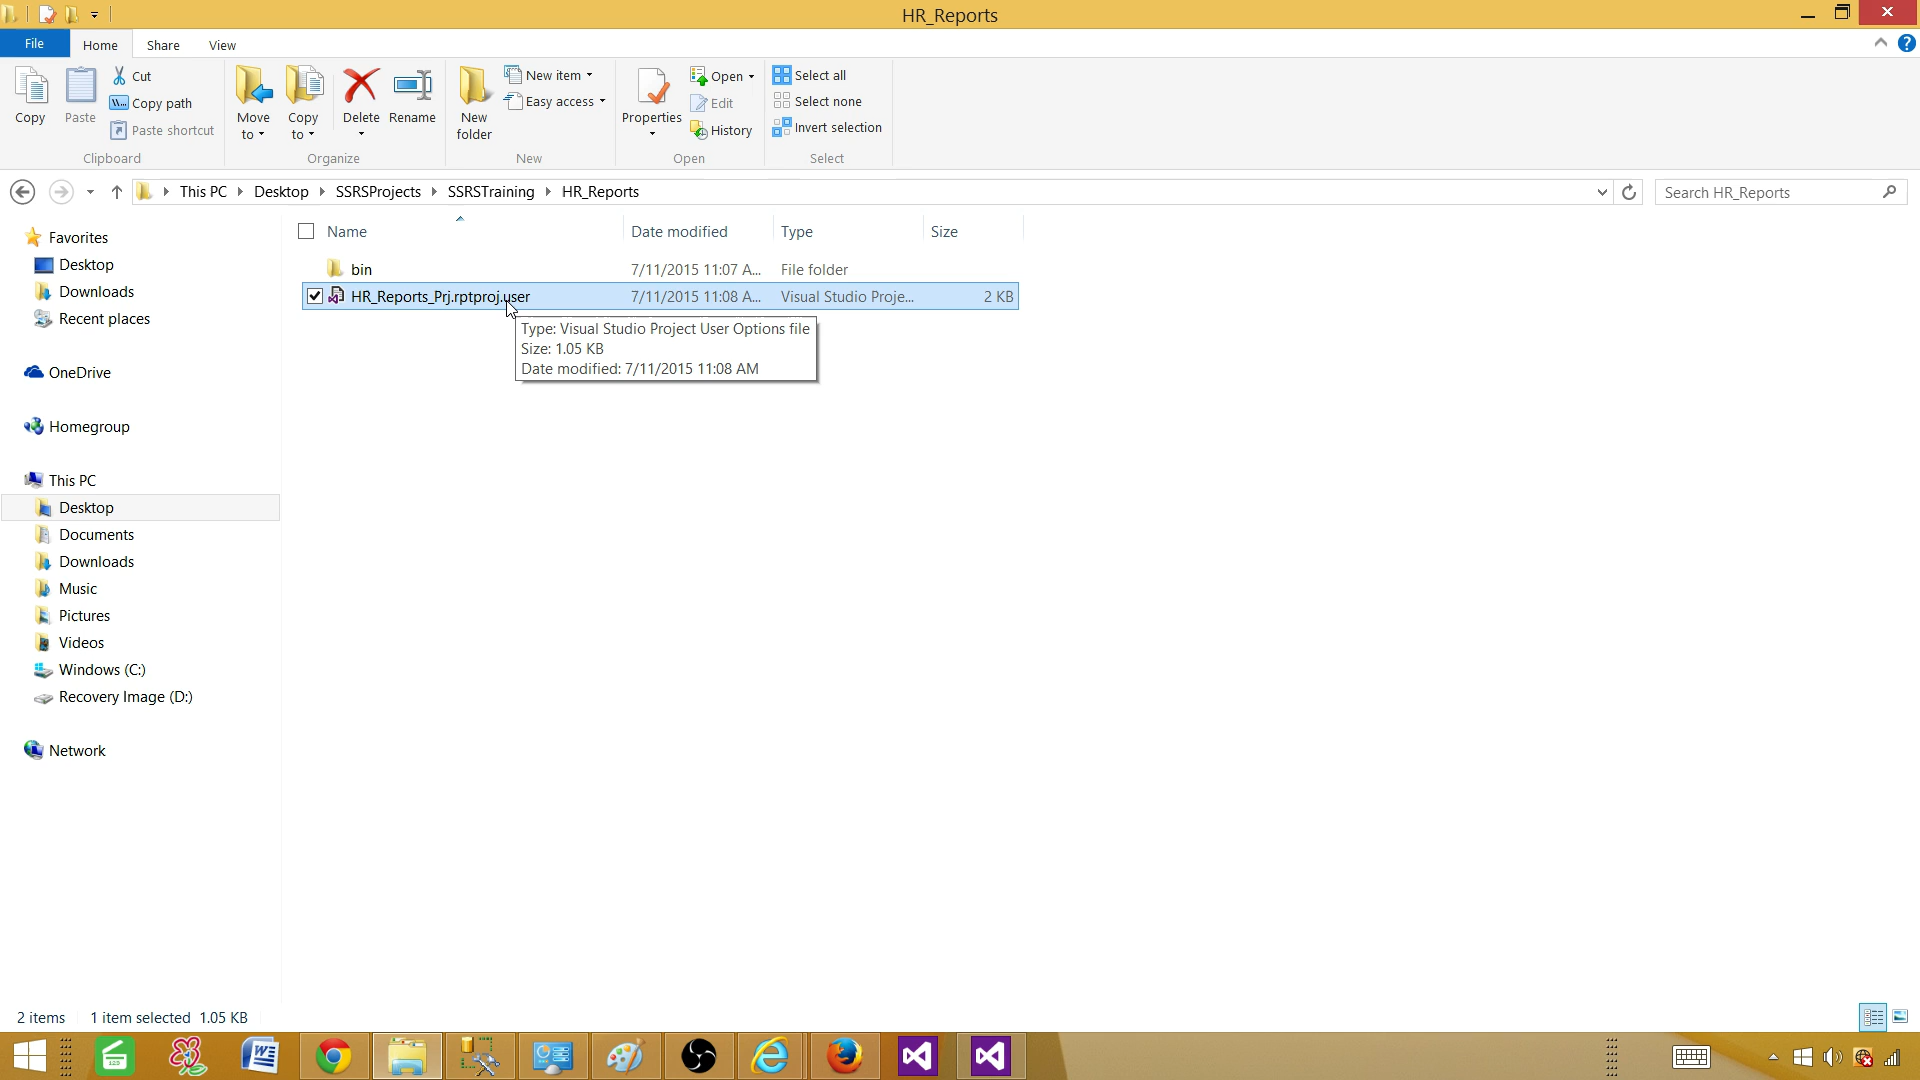 HR_Reports
File Home Share View
Copy
Paste
Cut
Copy path
Paste shortcut
Clipboard
Move to
Copy to
Delete
Rename
Organize
New folder
New item
Easy access
New
Properties
Open
Edit
History
Open
Select all
Select none
Invert selection
Select
This PC Desktop SSRSProjects SSRSTraining HR_Reports
Search HR_Reports
Name Date modified Type Size
bin 7/11/2015 11:07 A... File folder
HR_Reports_Prj.rptproj.user 7/11/2015 11:08 A... Visual Studio Proje... 2 KB
Type: Visual Studio Project User Options file
Size: 1.05 KB
Date modified: 7/11/2015 11:08 AM
Favorites
Desktop
Downloads
Recent places
OneDrive
Homegroup
This PC
Desktop
Documents
Downloads
Music
Pictures
Videos
Windows (C:)
Recovery Image (D:)
Network
2 items 1 item selected 1.05 KB